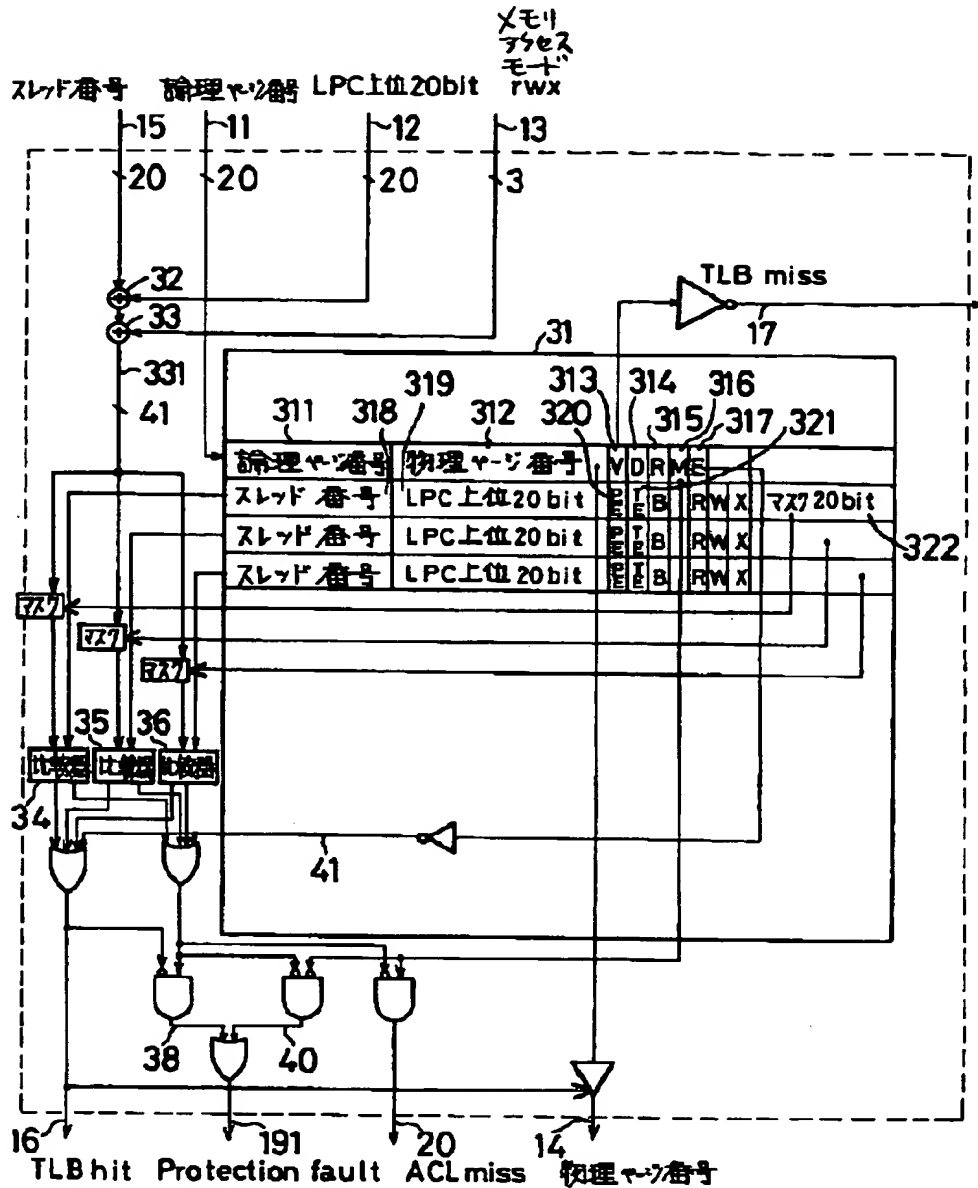 メモリ
アクセス
モード
rwx
スレッド番号 論理ページ番号 LPC上位20bit
15 11 12 13
20 20 20 3
32
33
TLB miss
17
331
31
41
313 314 316
311 318 319 312 320 315 317 321
論理ページ番号 物理ページ番号 V D R M E
スレッド番号 LPC上位20bit PE TE B R W X マスク20bit
スレッド番号 LPC上位20bit PE TE B R W X
322
スレッド番号 LPC上位20bit PE TE B R W X
マスク
マスク
マスク
35 36
比較器 比較器 比較器
34
41
38 40
16 191 20 14
TLB hit Protection fault ACL miss 物理ページ番号